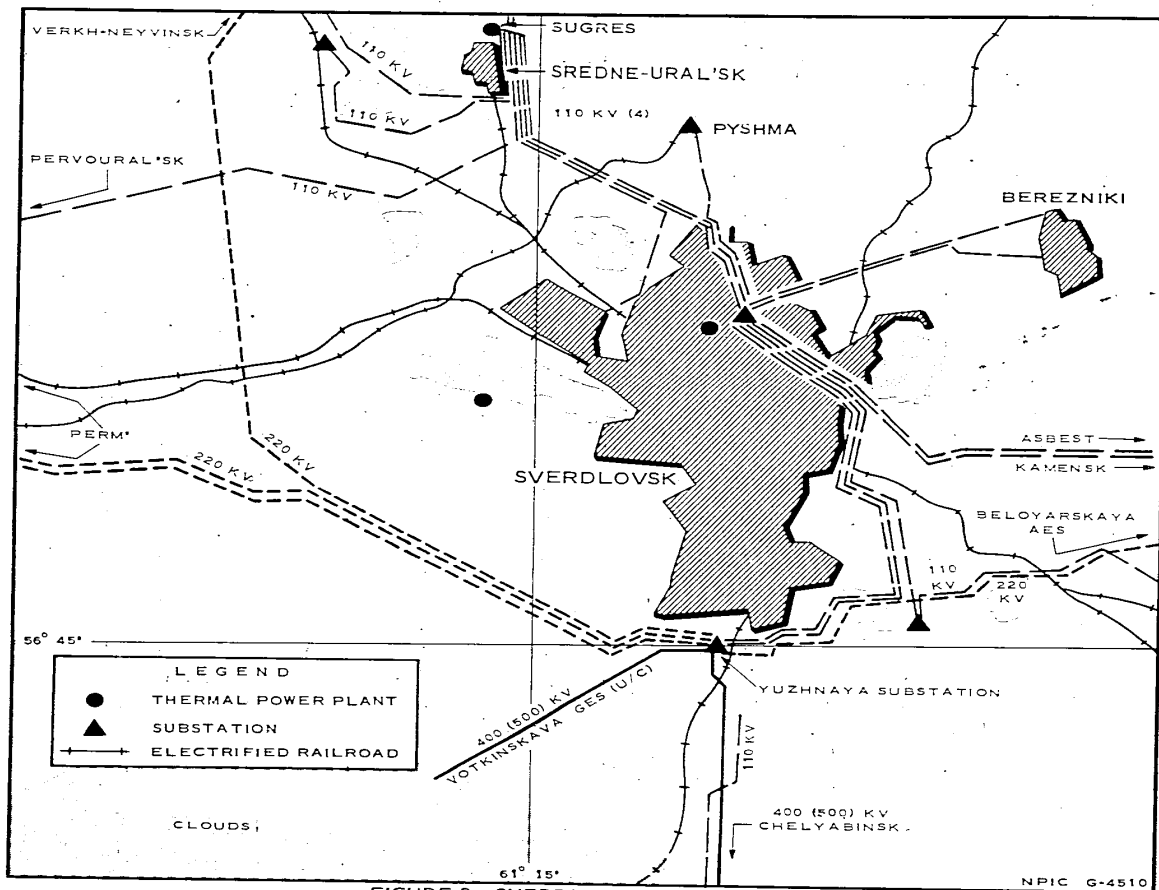 VERKH-NEYVINSK
SUGRES
SREDNE-URAL'SK
110 KV
110 KV
110 KV (4)
PYSHMA
PERVOURAL'SK
110 KV
BEREZNIKI
PERM'
220 KV
220 KV
SVERDLOVSK
ASBEST
KAMENSK
BELOYARSKAYA
AES
110
KV
220
KV
56° 45'
LEGEND
THERMAL POWER PLANT
SUBSTATION
ELECTRIFIED RAILROAD
YUZHNAYA SUBSTATION
400 (500) KV
VOTKINSKAVA GES (U/C)
110 KV
400 (500) KV
CHELYABINSK
CLOUDS
61° 15'
NPIC G-4510